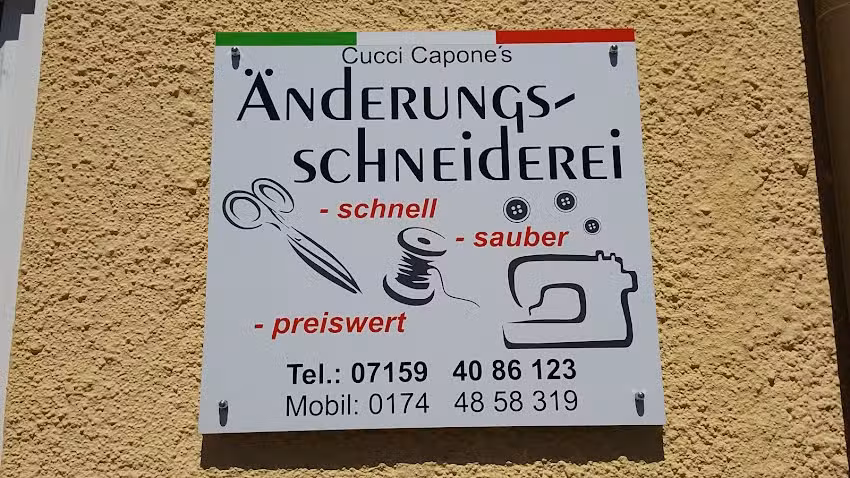 Cucci Capone´s
Änderungs-
schneiderei
- schnell
- sauber
- preiswert
Tel.: 07159 40 86 123
Mobil: 0174 48 58 319